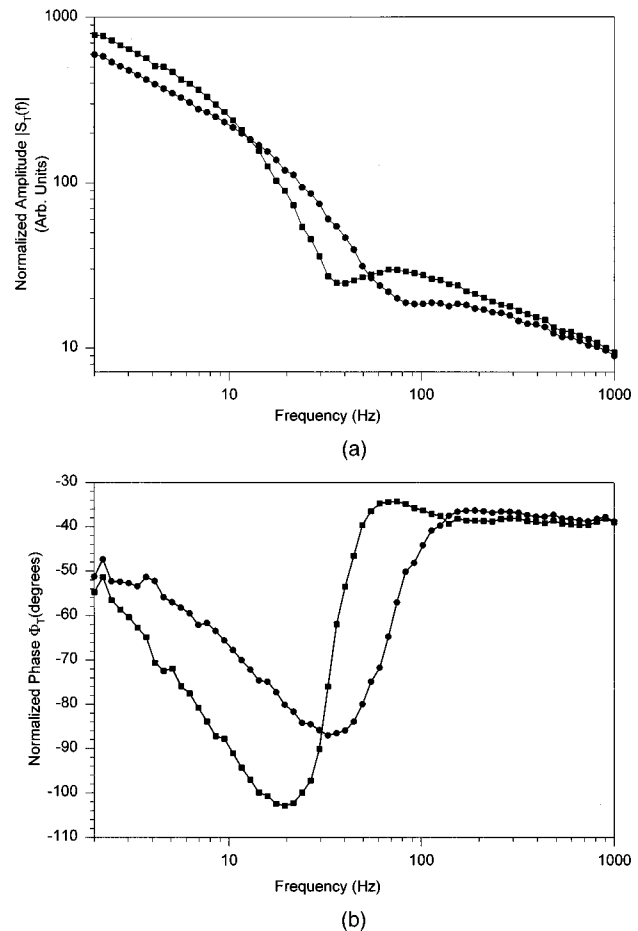 1000
100
10
Normalized Amplitude |S_T(f)|
(Arb. Units)
10
100
1000
Frequency (Hz)
(a)
-30
-40
-50
-60
-70
-80
-90
-100
-110
Normalized Phase Φ_T(degrees)
10
100
1000
Frequency (Hz)
(b)